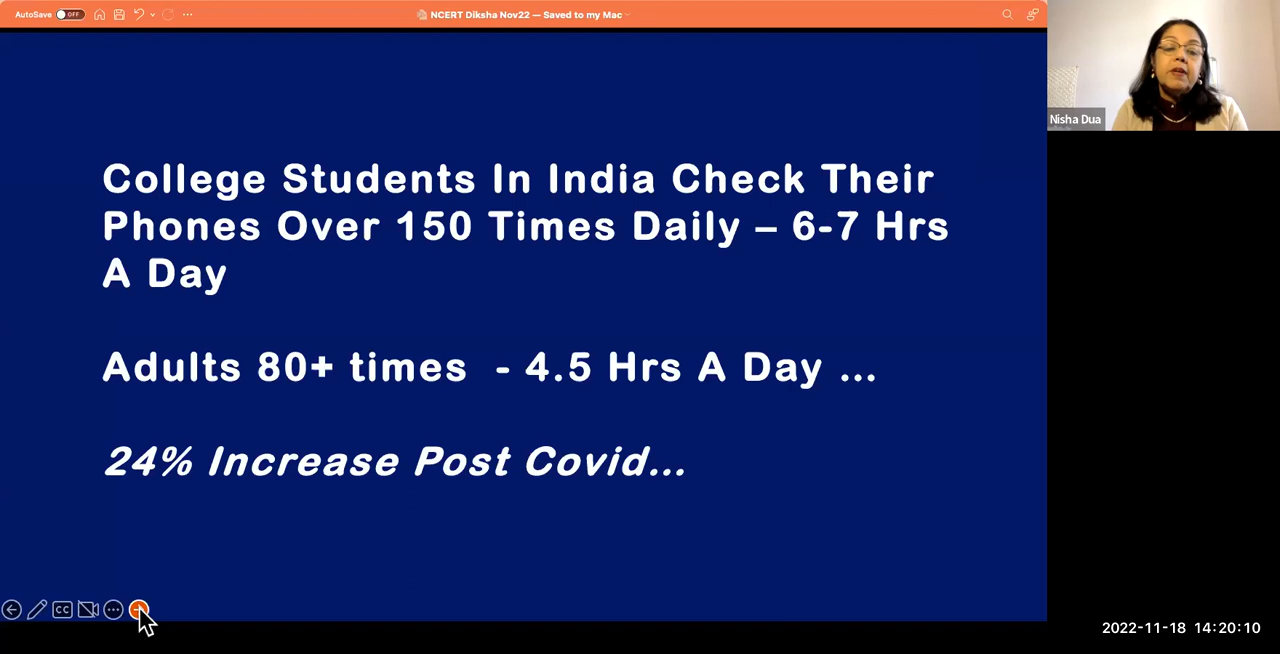 AutoSave OFF
NCERT Diksha Nov22 — Saved to my Mac
Nisha Dua
College Students In India Check Their
Phones Over 150 Times Daily – 6-7 Hrs
A Day
Adults 80+ times - 4.5 Hrs A Day ...
24% Increase Post Covid...
CC
2022-11-18 14:20:10